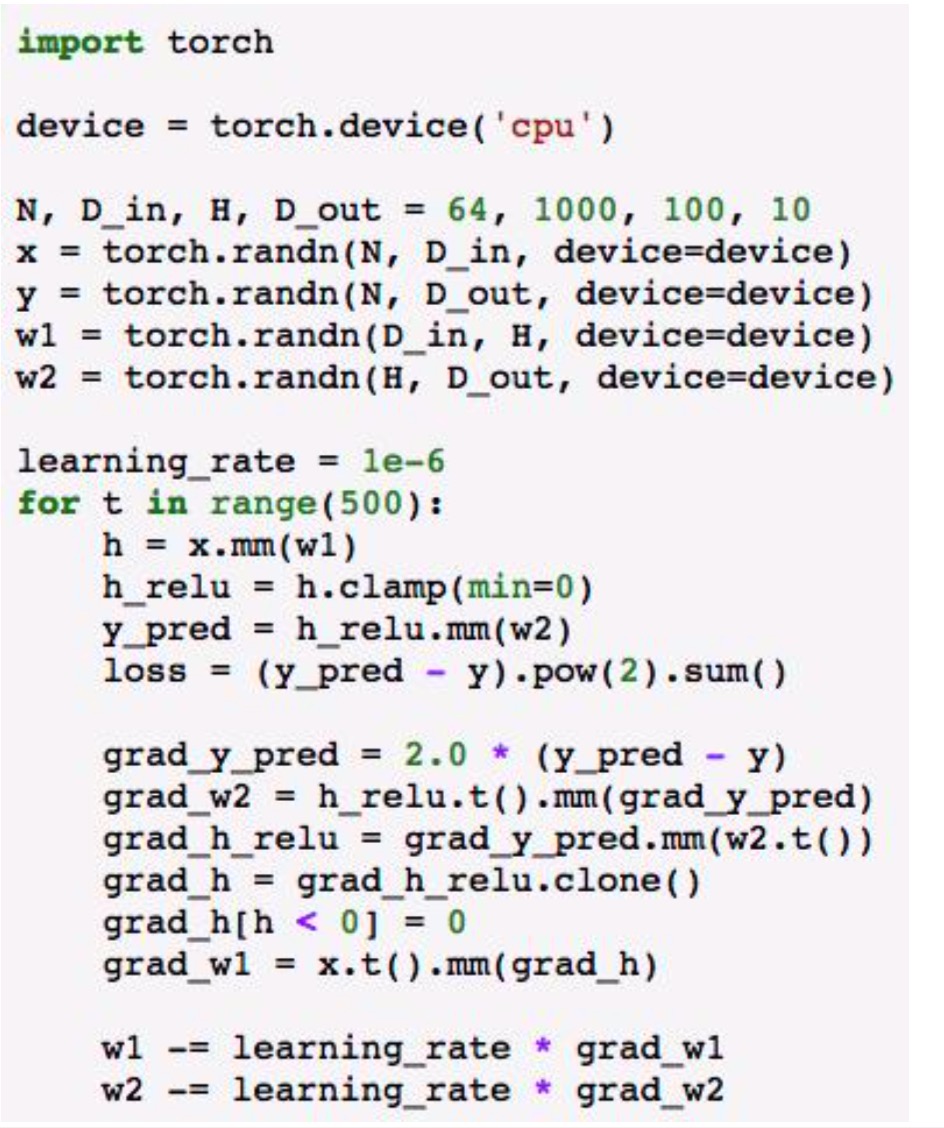 import torch
device = torch.device('cpu')
N, D_in, H, D_out = 64, 1000, 100, 10
x = torch.randn(N, D_in, device=device)
y = torch.randn(N, D_out, device=device)
w1 = torch.randn(D_in, H, device=device)
w2 = torch.randn(H, D_out, device=device)
learning_rate = 1e-6
for t in range(500):
    h = x.mm(w1)
    h_relu = h.clamp(min=0)
    y_pred = h_relu.mm(w2)
    loss = (y_pred - y).pow(2).sum()
    grad_y_pred = 2.0 * (y_pred - y)
    grad_w2 = h_relu.t().mm(grad_y_pred)
    grad_h_relu = grad_y_pred.mm(w2.t())
    grad_h = grad_h_relu.clone()
    grad_h[h < 0] = 0
    grad_w1 = x.t().mm(grad_h)
    w1 -= learning_rate * grad_w1
    w2 -= learning_rate * grad_w2